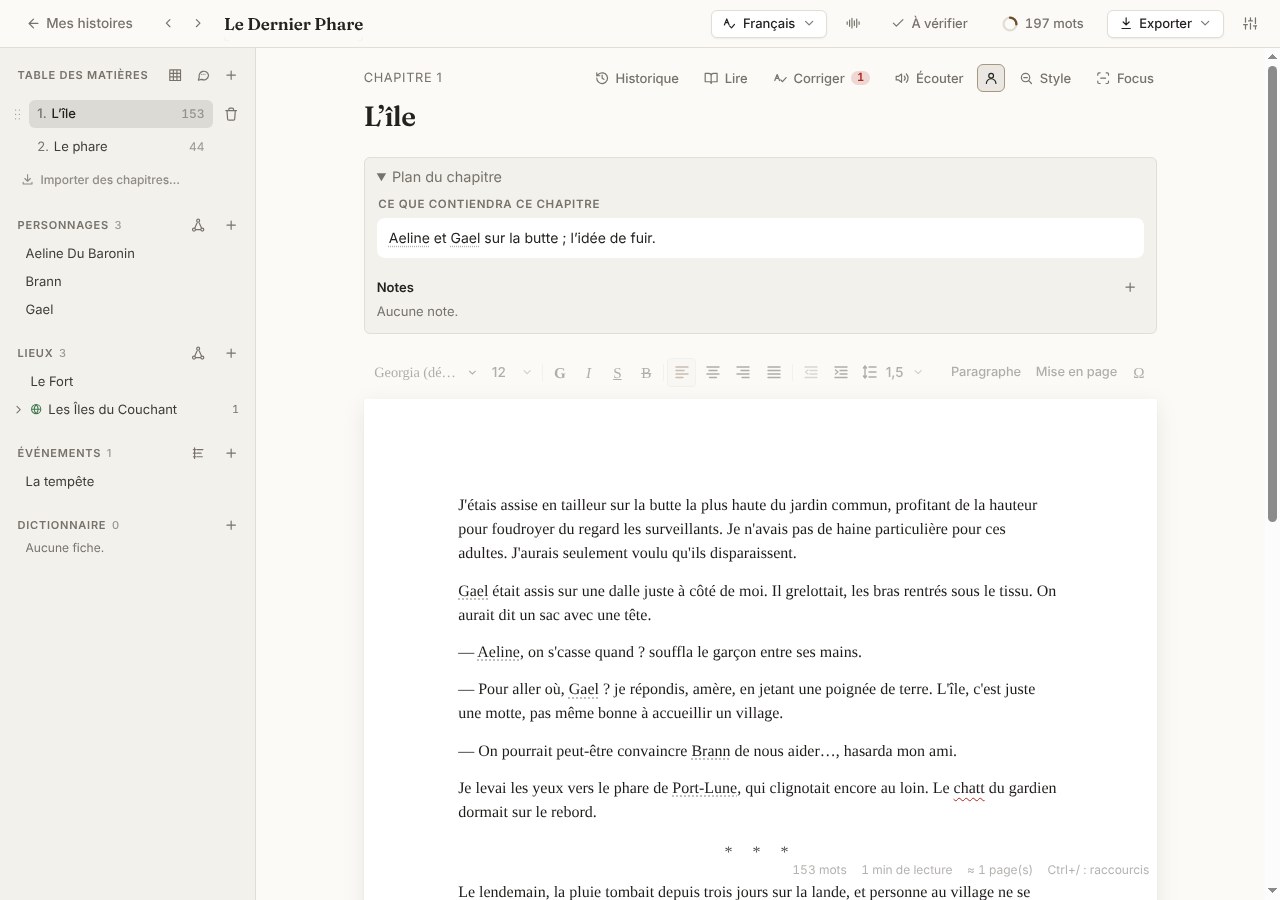 Mes histoires
Le Dernier Phare
Français
À vérifier
197 mots
Exporter
TABLE DES MATIÈRES
1. L'île 153
2. Le phare 44
Importer des chapitres…
PERSONNAGES 3
Aeline Du Baronin
Brann
Gael
LIEUX 3
Le Fort
Les Îles du Couchant 1
ÉVÉNEMENTS 1
La tempête
DICTIONNAIRE 0
Aucune fiche.
CHAPITRE 1
Historique
Lire
Corriger 1
Écouter
Style
Focus
L’île
Plan du chapitre
CE QUE CONTIENDRA CE CHAPITRE
Aeline et Gael sur la butte ; l'idée de fuir.
Notes
Aucune note.
Georgia (dé… 12 G I S B 1,5 Paragraphe Mise en page Ω
J'étais assise en tailleur sur la butte la plus haute du jardin commun, profitant de la hauteur
pour foudroyer du regard les surveillants. Je n'avais pas de haine particulière pour ces
adultes. J'aurais seulement voulu qu'ils disparaissent.
Gael était assis sur une dalle juste à côté de moi. Il grelottait, les bras rentrés sous le tissu. On
aurait dit un sac avec une tête.
— Aeline, on s'casse quand ? souffla le garçon entre ses mains.
— Pour aller où, Gael ? je répondis, amère, en jetant une poignée de terre. L'île, c'est juste
une motte, pas même bonne à accueillir un village.
— On pourrait peut-être convaincre Brann de nous aider…, hasarda mon ami.
Je levai les yeux vers le phare de Port-Lune, qui clignotait encore au loin. Le chatt du gardien
dormait sur le rebord.
* * *
153 mots 1 min de lecture ≈ 1 page(s) Ctrl+/ : raccourcis
Le lendemain, la pluie tombait depuis trois jours sur la lande, et personne au village ne se